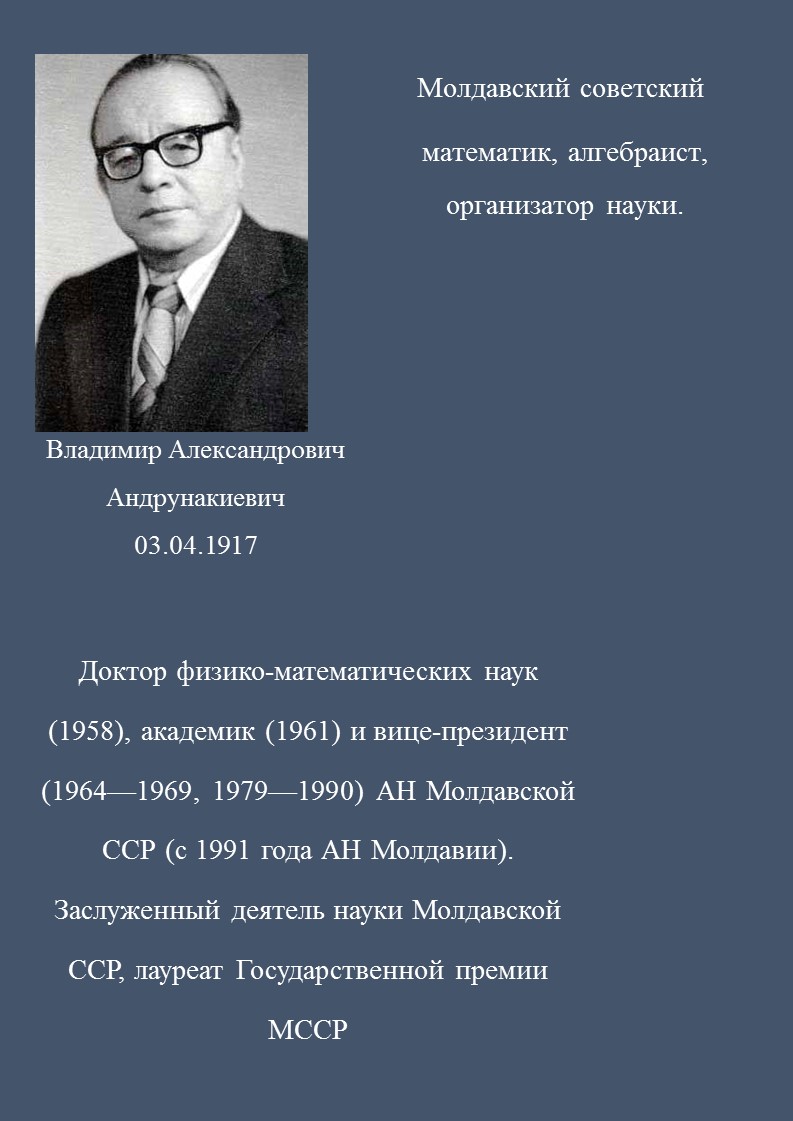 Молдавский советский
математик, алгебраист,
организатор науки.
Владимир Александрович
Андрунакиевич
03.04.1917
Доктор физико-математических наук
(1958), академик (1961) и вице-президент
(1964—1969, 1979—1990) АН Молдавской
ССР (с 1991 года АН Молдавии).
Заслуженный деятель науки Молдавской
ССР, лауреат Государственной премии
МССР